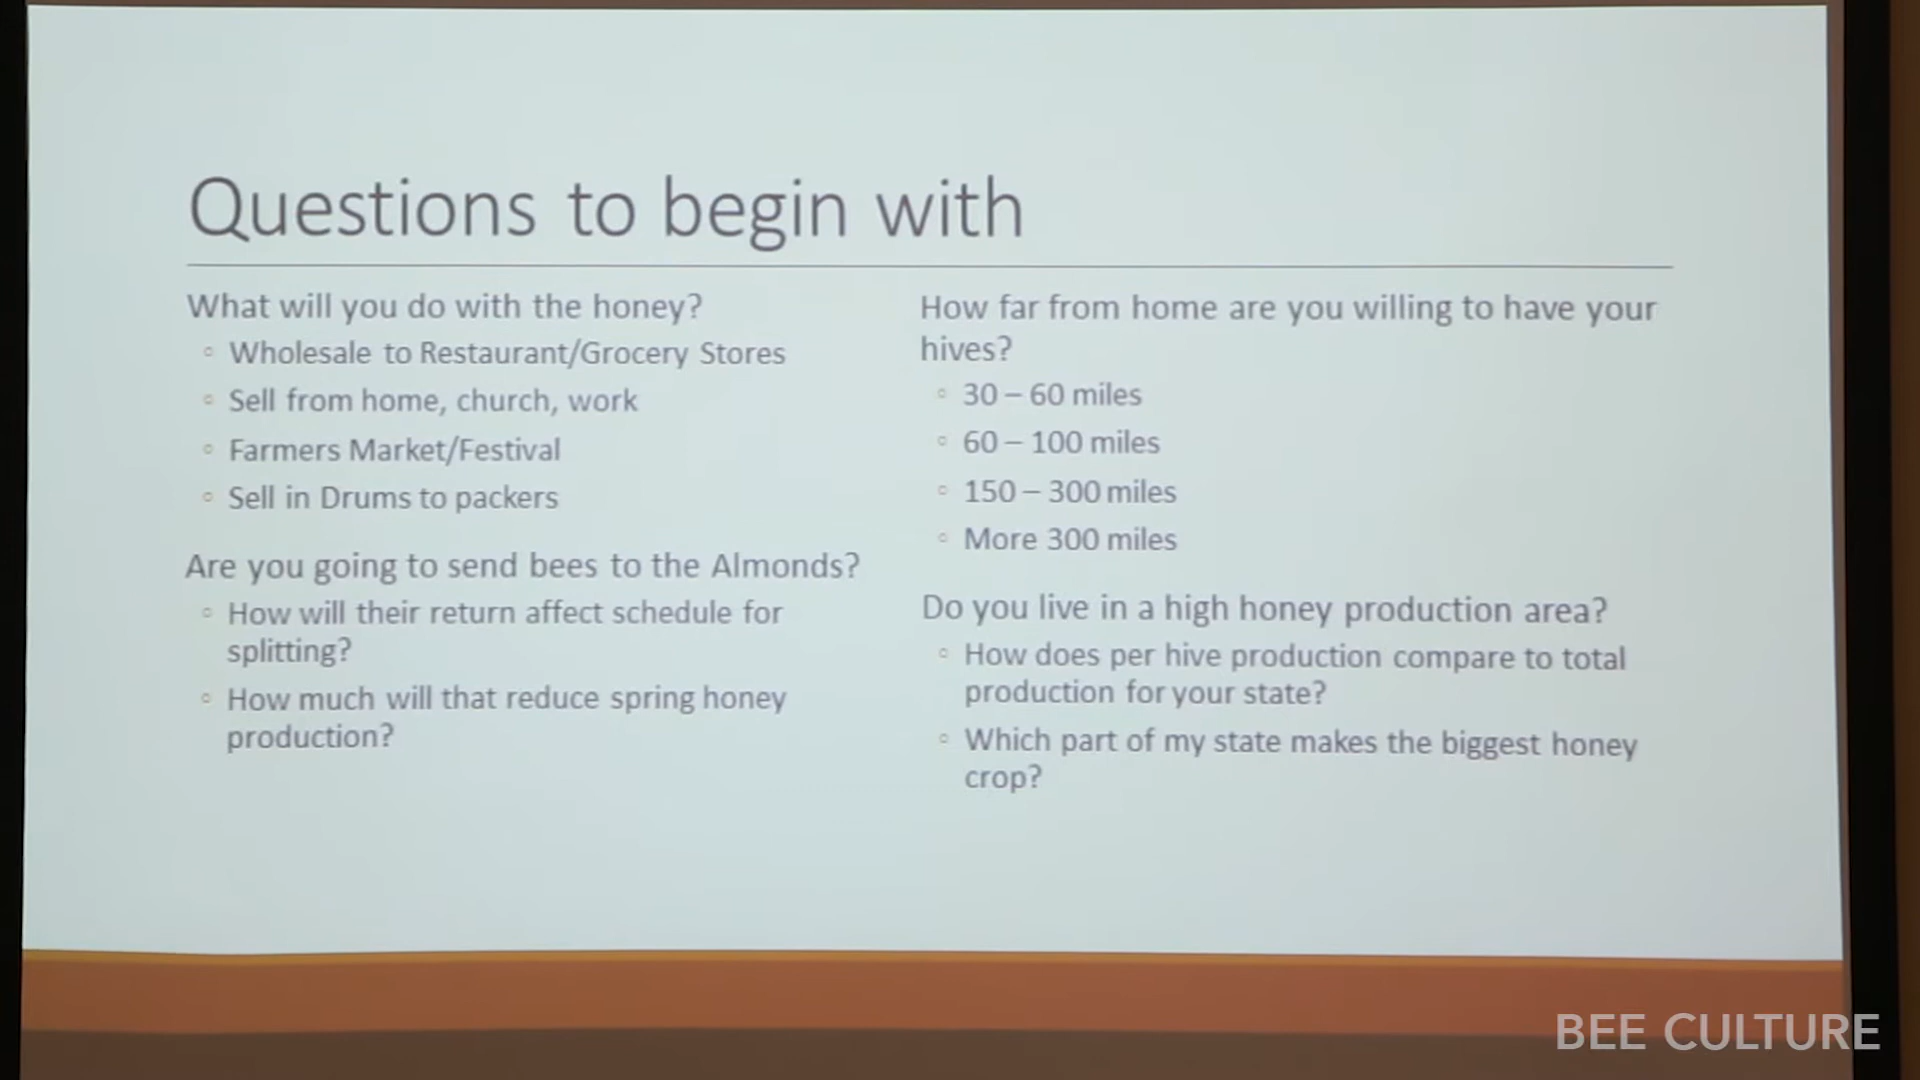 Questions to begin with
What will you do with the honey?
◦ Wholesale to Restaurant/Grocery Stores
◦ Sell from home, church, work
◦ Farmers Market/Festival
◦ Sell in Drums to packers
Are you going to send bees to the Almonds?
◦ How will their return affect schedule for
splitting?
◦ How much will that reduce spring honey
production?
How far from home are you willing to have your
hives?
◦ 30 – 60 miles
◦ 60 – 100 miles
◦ 150 – 300 miles
◦ More 300 miles
Do you live in a high honey production area?
◦ How does per hive production compare to total
production for your state?
◦ Which part of my state makes the biggest honey
crop?
BEE CULTURE